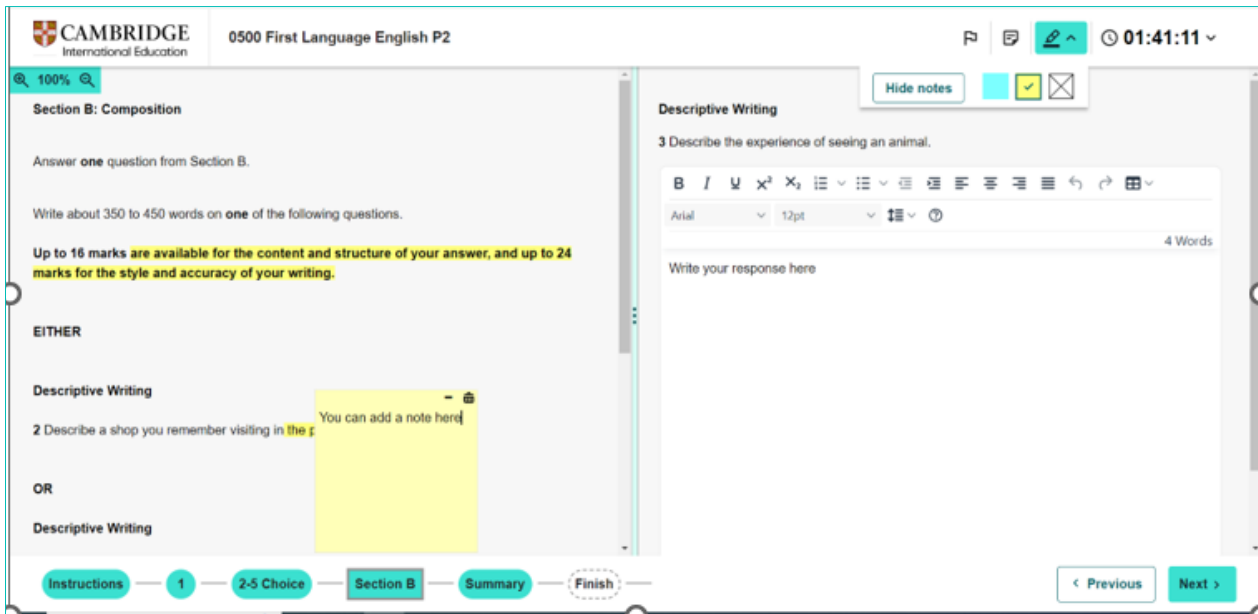 CAMBRIDGE
International Education
0500 First Language English P2
01:41:11
100%
Hide notes
Section B: Composition
Answer one question from Section B.
Write about 350 to 450 words on one of the following questions.
Up to 16 marks are available for the content and structure of your answer, and up to 24
marks for the style and accuracy of your writing.
EITHER
Descriptive Writing
2 Describe a shop you remember visiting in the p
You can add a note here
OR
Descriptive Writing
Descriptive Writing
3 Describe the experience of seeing an animal.
B I U x² X₂
Arial 12pt
4 Words
Write your response here
Instructions 1 2-5 Choice Section B Summary Finish
Previous Next